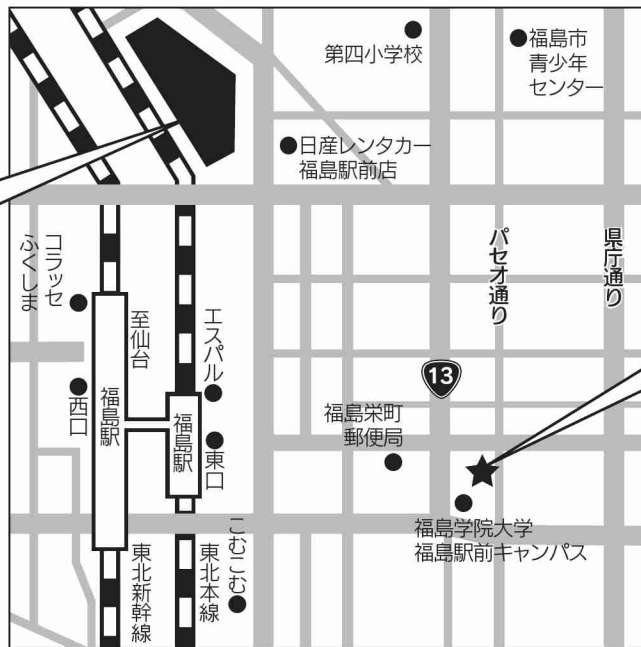 第四小学校
福島市
青少年
センター
日産レンタカー
福島駅前店
パセオ通り
県庁通り
コラッセ
ふくしま
至仙台
エスパル
13
福島駅
福島駅
西口
東口
福島栄町
郵便局
福島学院大学
福島駅前キャンパス
こむこむ
東北本線
東北新幹線